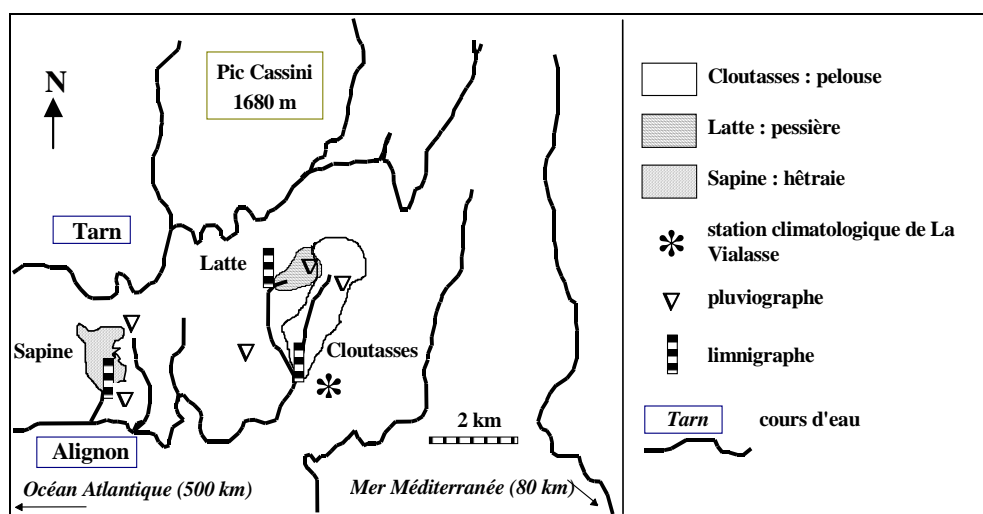 N
Pic Cassini
1680 m
Tarn
Latte
Sapine
Cloutasses
2 km
Alignon
Océan Atlantique (500 km)
Mer Méditerranée (80 km)
Cloutasses : pelouse
Latte : pessière
Sapine : hêtraie
station climatologique de La
Vialasse
pluviographe
limnigraphe
Tarn
cours d'eau